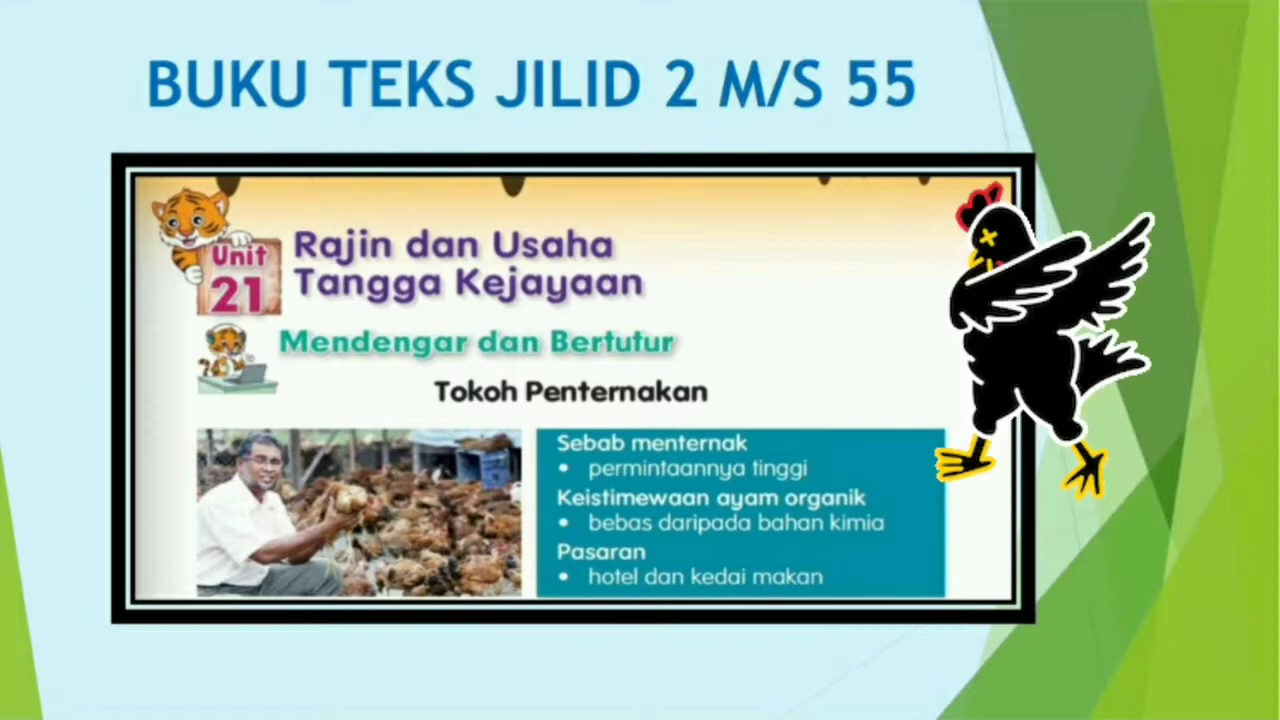 BUKU TEKS JILID 2 M/S 55
Unit
21
Rajin dan Usaha
Tangga Kejayaan
Mendengar dan Bertutur
Tokoh Penternakan
Sebab menternak
• permintaannya tinggi
Keistimewaan ayam organik
• bebas daripada bahan kimia
Pasaran
• hotel dan kedai makan